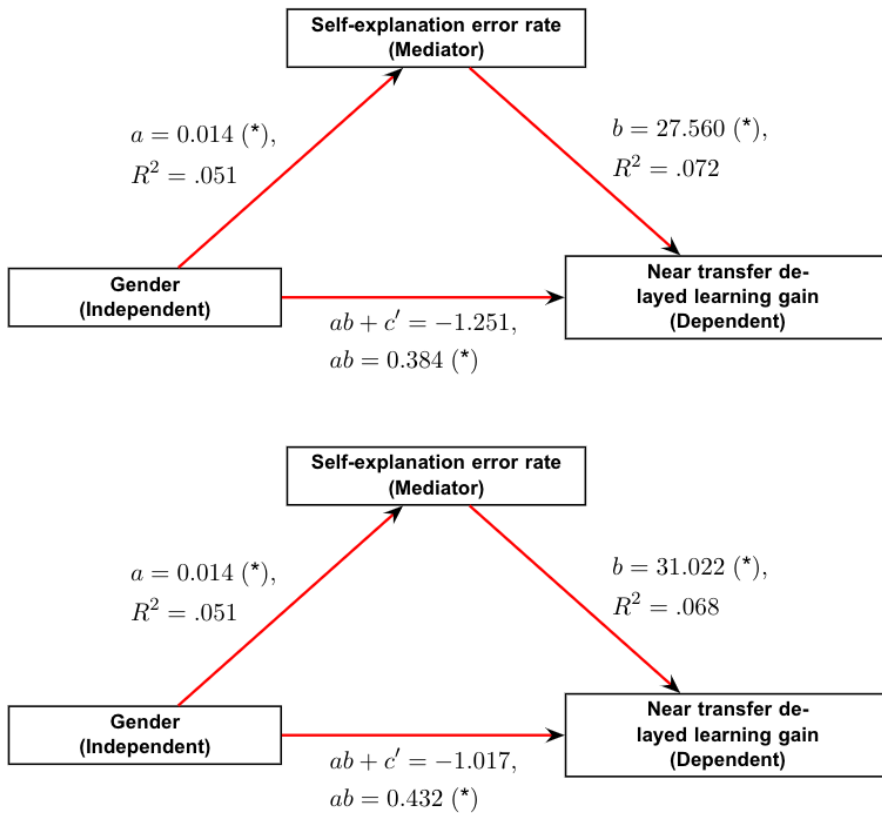 Self-explanation error rate
(Mediator)
a = 0.014 (*),
R² = .051
b = 27.560 (*),
R² = .072
Gender
(Independent)
Near transfer de-
layed learning gain
(Dependent)
ab + c′ = −1.251,
ab = 0.384 (*)
Self-explanation error rate
(Mediator)
a = 0.014 (*),
R² = .051
b = 31.022 (*),
R² = .068
Gender
(Independent)
Near transfer de-
layed learning gain
(Dependent)
ab + c′ = −1.017,
ab = 0.432 (*)